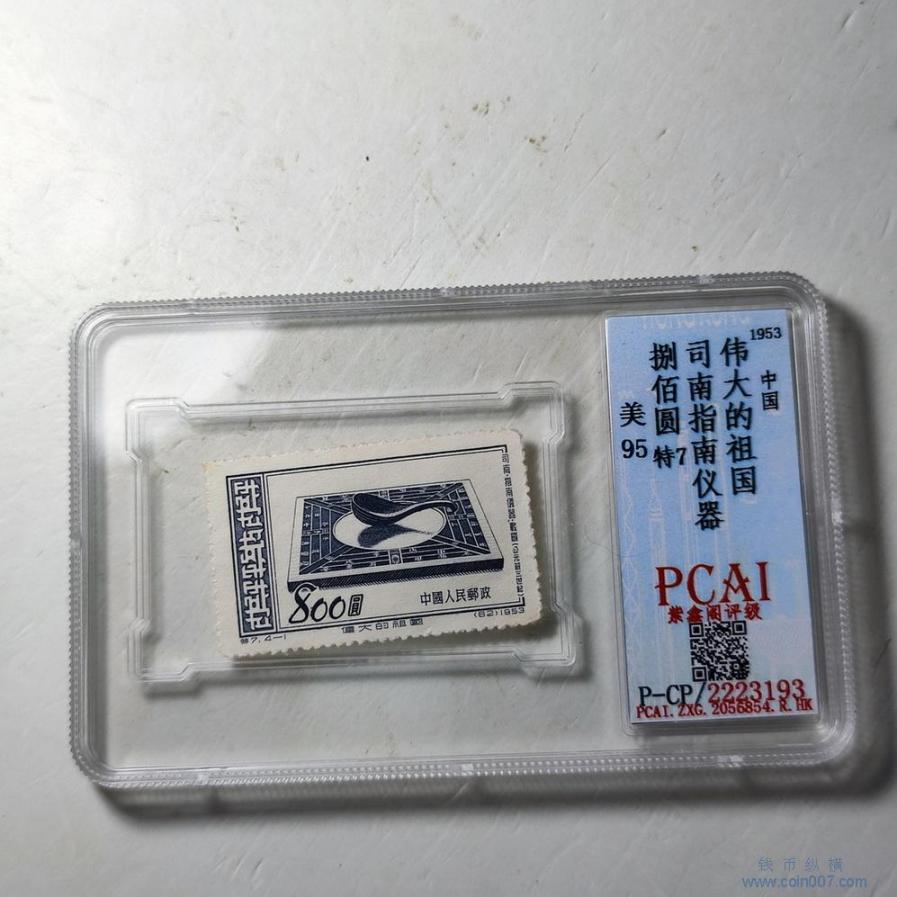 1953
中国
伟大的祖国
司南指南仪器
捌佰圆 特7
美
95
PCAI
紫鑫阁评级
P-CP/2223193
PCAI.ZXG.2055854.R.HK
800圓
中國人民郵政
特7.4-1
偉大的祖國
(62)1953
钱币纵横
www.coin007.com